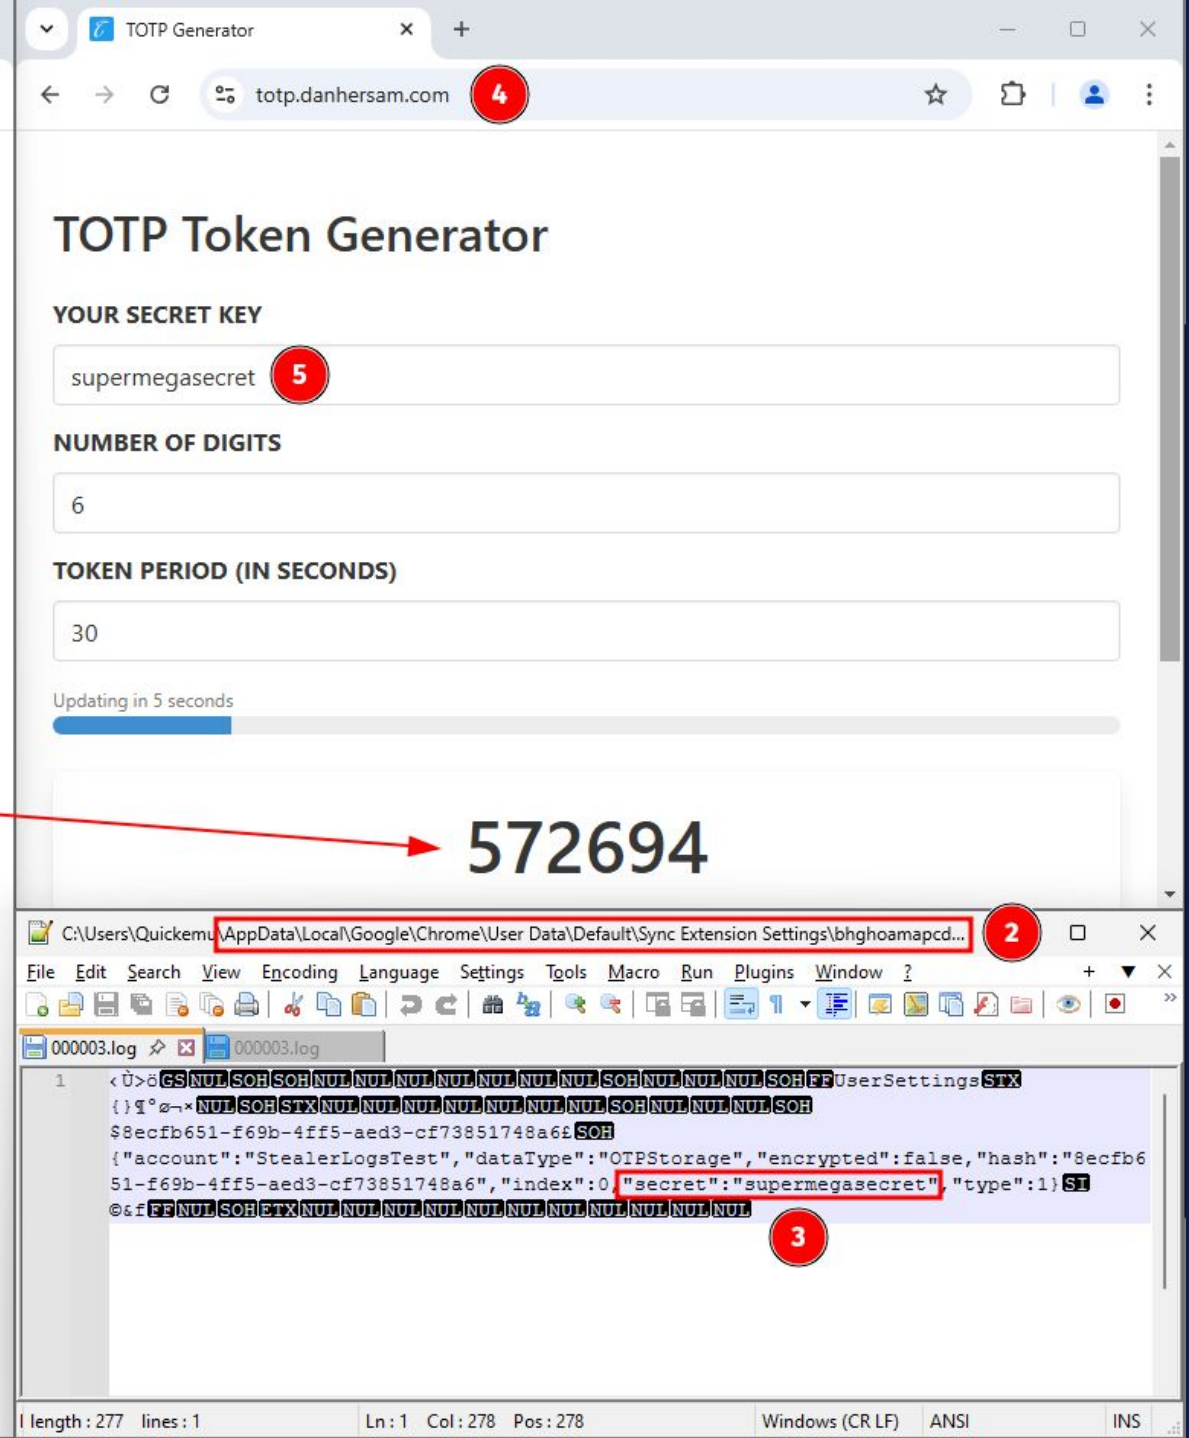 TOTP Generator
totp.danhersam.com 4
TOTP Token Generator
YOUR SECRET KEY
supermegasecret 5
NUMBER OF DIGITS
6
TOKEN PERIOD (IN SECONDS)
30
Updating in 5 seconds
572694
C:\Users\Quickemu\AppData\Local\Google\Chrome\User Data\Default\Sync Extension Settings\bhghoamapcd... 2
File Edit Search View Encoding Language Settings Tools Macro Run Plugins Window ?
000003.log 000003.log
1 ‹Ù>öGSNULSOHSOHNULNULNULNULNULNULNULSOHNULNULNULSOHFFUserSettingsSTX
{}¶°ø¬×NULSOHSTXNULNULNULNULNULNULNULSOHNULNULNULSOH
$8ecfb651-f69b-4ff5-aed3-cf73851748a6£SOH
{"account":"StealerLogsTest","dataType":"OTPStorage","encrypted":false,"hash":"8ecfb6
51-f69b-4ff5-aed3-cf73851748a6","index":0,"secret":"supermegasecret","type":1}SI
©&fFFNULSOHETXNULNULNULNULNULNULNULNULNULNULNUL
3
length : 277 lines : 1 Ln : 1 Col : 278 Pos : 278 Windows (CR LF) ANSI INS